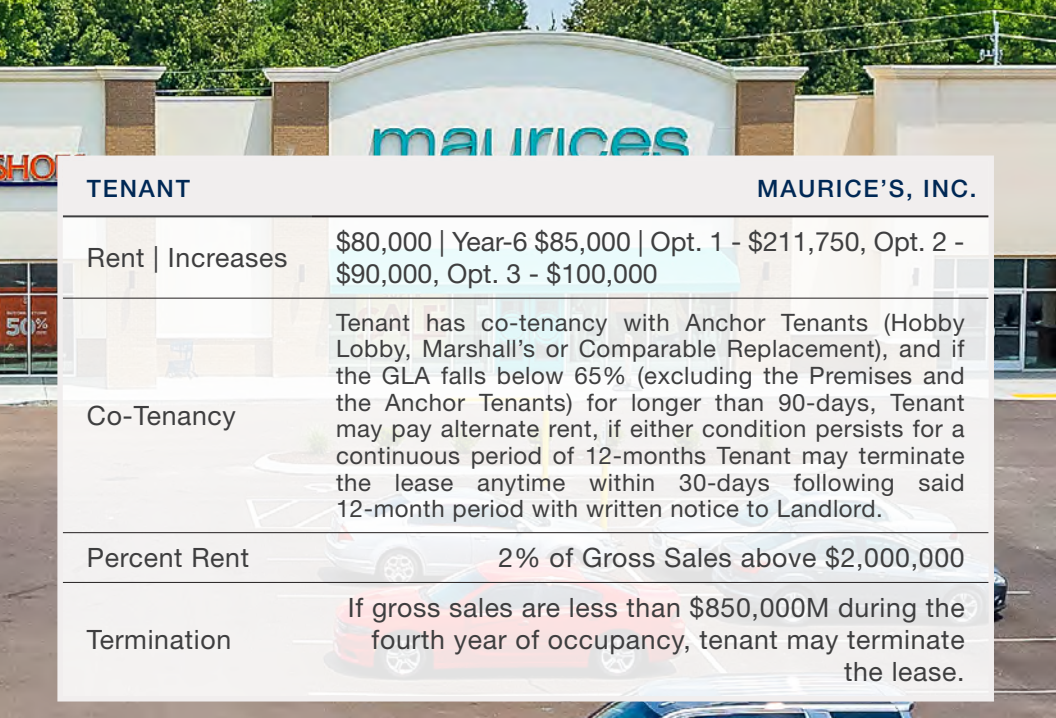 maurices
SHO
50%
TENANT MAURICE'S, INC.
Rent | Increases
$80,000 | Year-6 $85,000 | Opt. 1 - $211,750, Opt. 2 -
$90,000, Opt. 3 - $100,000
Co-Tenancy
Tenant has co-tenancy with Anchor Tenants (Hobby
Lobby, Marshall's or Comparable Replacement), and if
the GLA falls below 65% (excluding the Premises and
the Anchor Tenants) for longer than 90-days, Tenant
may pay alternate rent, if either condition persists for a
continuous period of 12-months Tenant may terminate
the lease anytime within 30-days following said
12-month period with written notice to Landlord.
Percent Rent 2% of Gross Sales above $2,000,000
Termination
If gross sales are less than $850,000M during the
fourth year of occupancy, tenant may terminate
the lease.